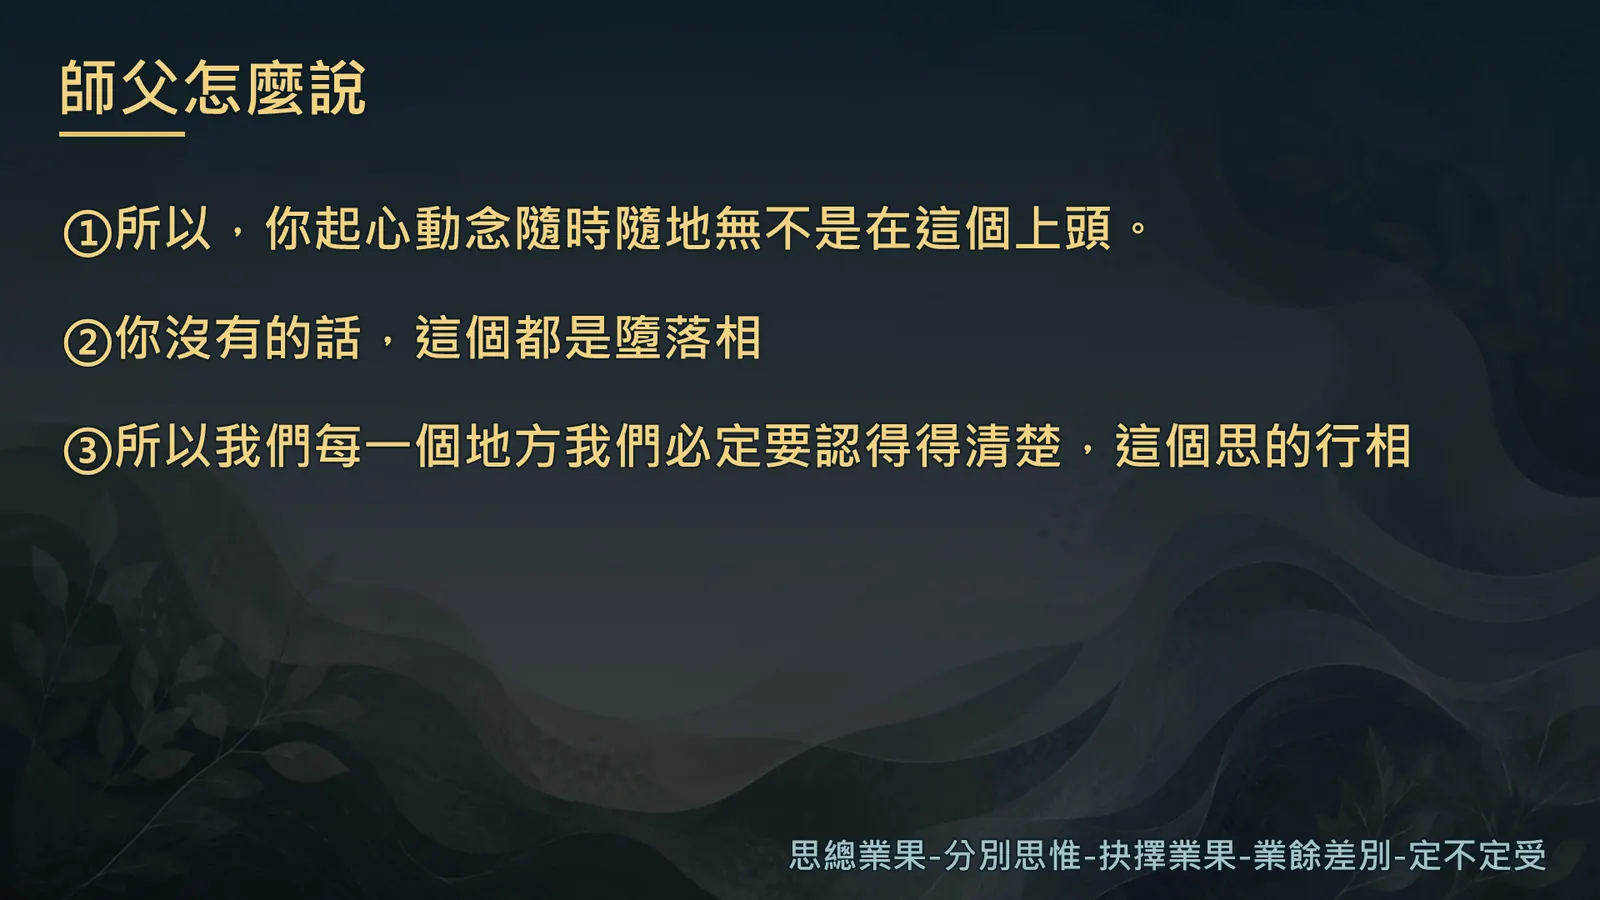 師父怎麼說
①所以，你起心動念隨時隨地無不是在這個上頭。
②你沒有的話，這個都是墮落相
③所以我們每一個地方我們必定要認得得清楚，這個思的行相
思總業果-分別思惟-抉擇業果-業餘差別-定不定受